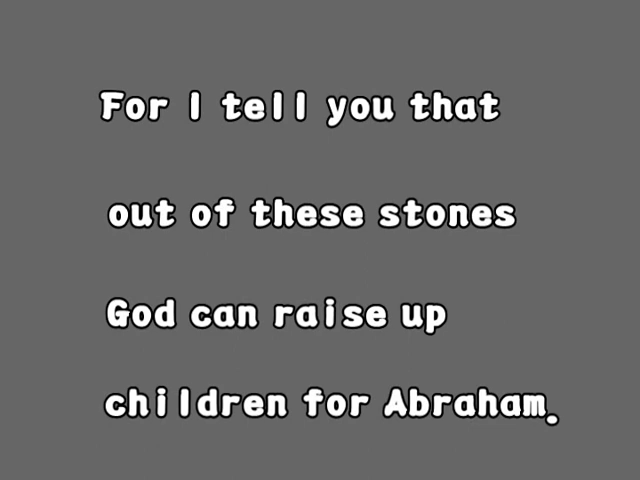 For I tell you that
out of these stones
God can raise up
children for Abraham.